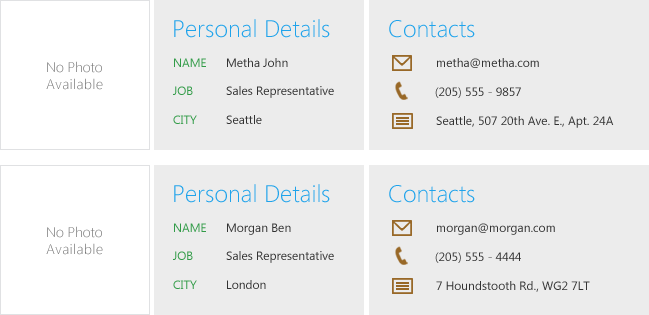 No Photo
Available
Personal Details
NAME Metha John
JOB Sales Representative
CITY Seattle
Contacts
metha@metha.com
(205) 555 - 9857
Seattle, 507 20th Ave. E., Apt. 24A
No Photo
Available
Personal Details
NAME Morgan Ben
JOB Sales Representative
CITY London
Contacts
morgan@morgan.com
(205) 555 - 4444
7 Houndstooth Rd., WG2 7LT